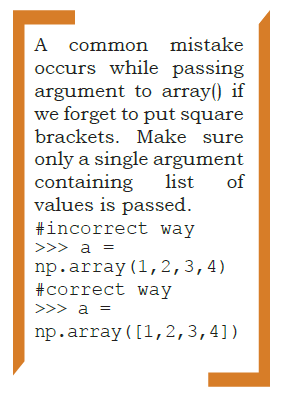 A common mistake
occurs while passing
argument to array() if
we forget to put square
brackets. Make sure
only a single argument
containing list of
values is passed.
#incorrect way
>>> a =
np.array(1,2,3,4)
#correct way
>>> a =
np.array([1,2,3,4])